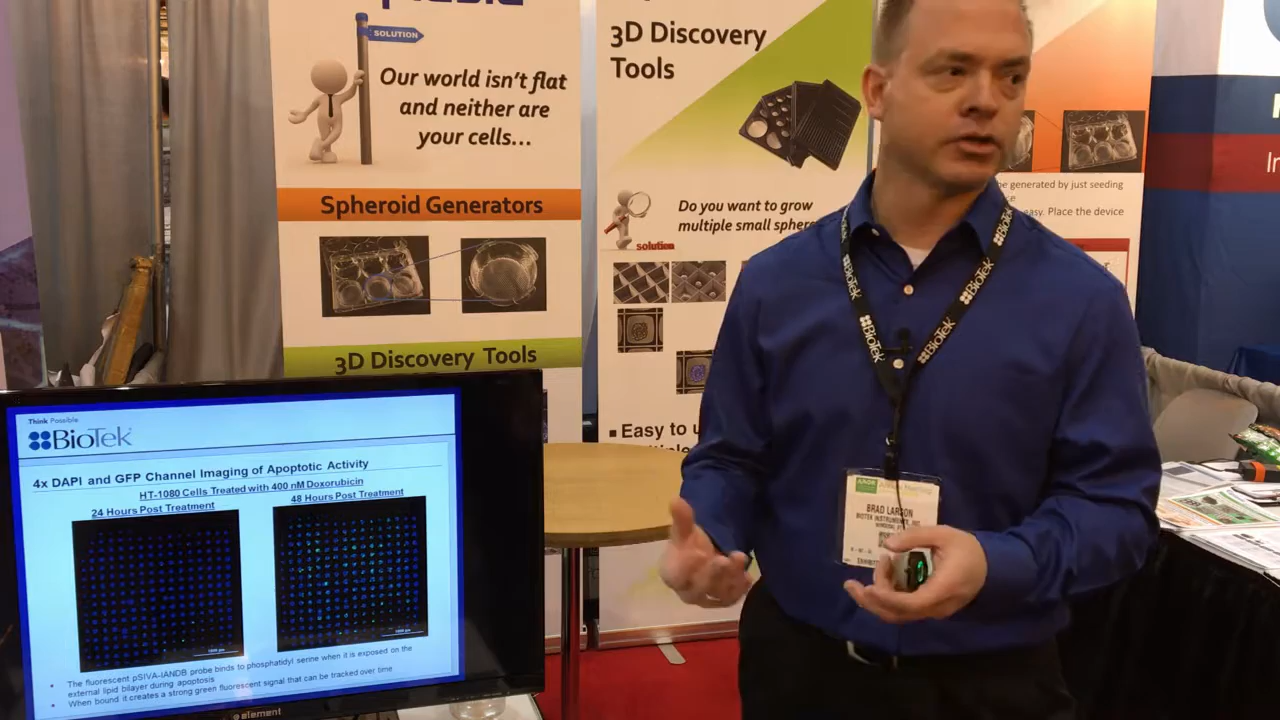 SOLUTION
Our world isn't flat
and neither are
your cells...
Spheroid Generators
3D Discovery Tools
3D Discovery
Tools
Do you want to grow
multiple small
solution
Easy to
be generated by just seeding
easy. Place the device
BioTek
BioTek
BioTek
BioTek
BioTek
BRAD LARSON
BIOTEK INSTRUMENTS, INC
Think Possible
BioTek
4x DAPI and GFP Channel Imaging of Apoptotic Activity
HT-1080 Cells Treated with 400 nM Doxorubicin
24 Hours Post Treatment
48 Hours Post Treatment
The fluorescent pSIVA-IANDB probe binds to phosphatidyl serine when it is exposed on the
external lipid bilayer during apoptosis
When bound it creates a strong green fluorescent signal that can be tracked over time
element